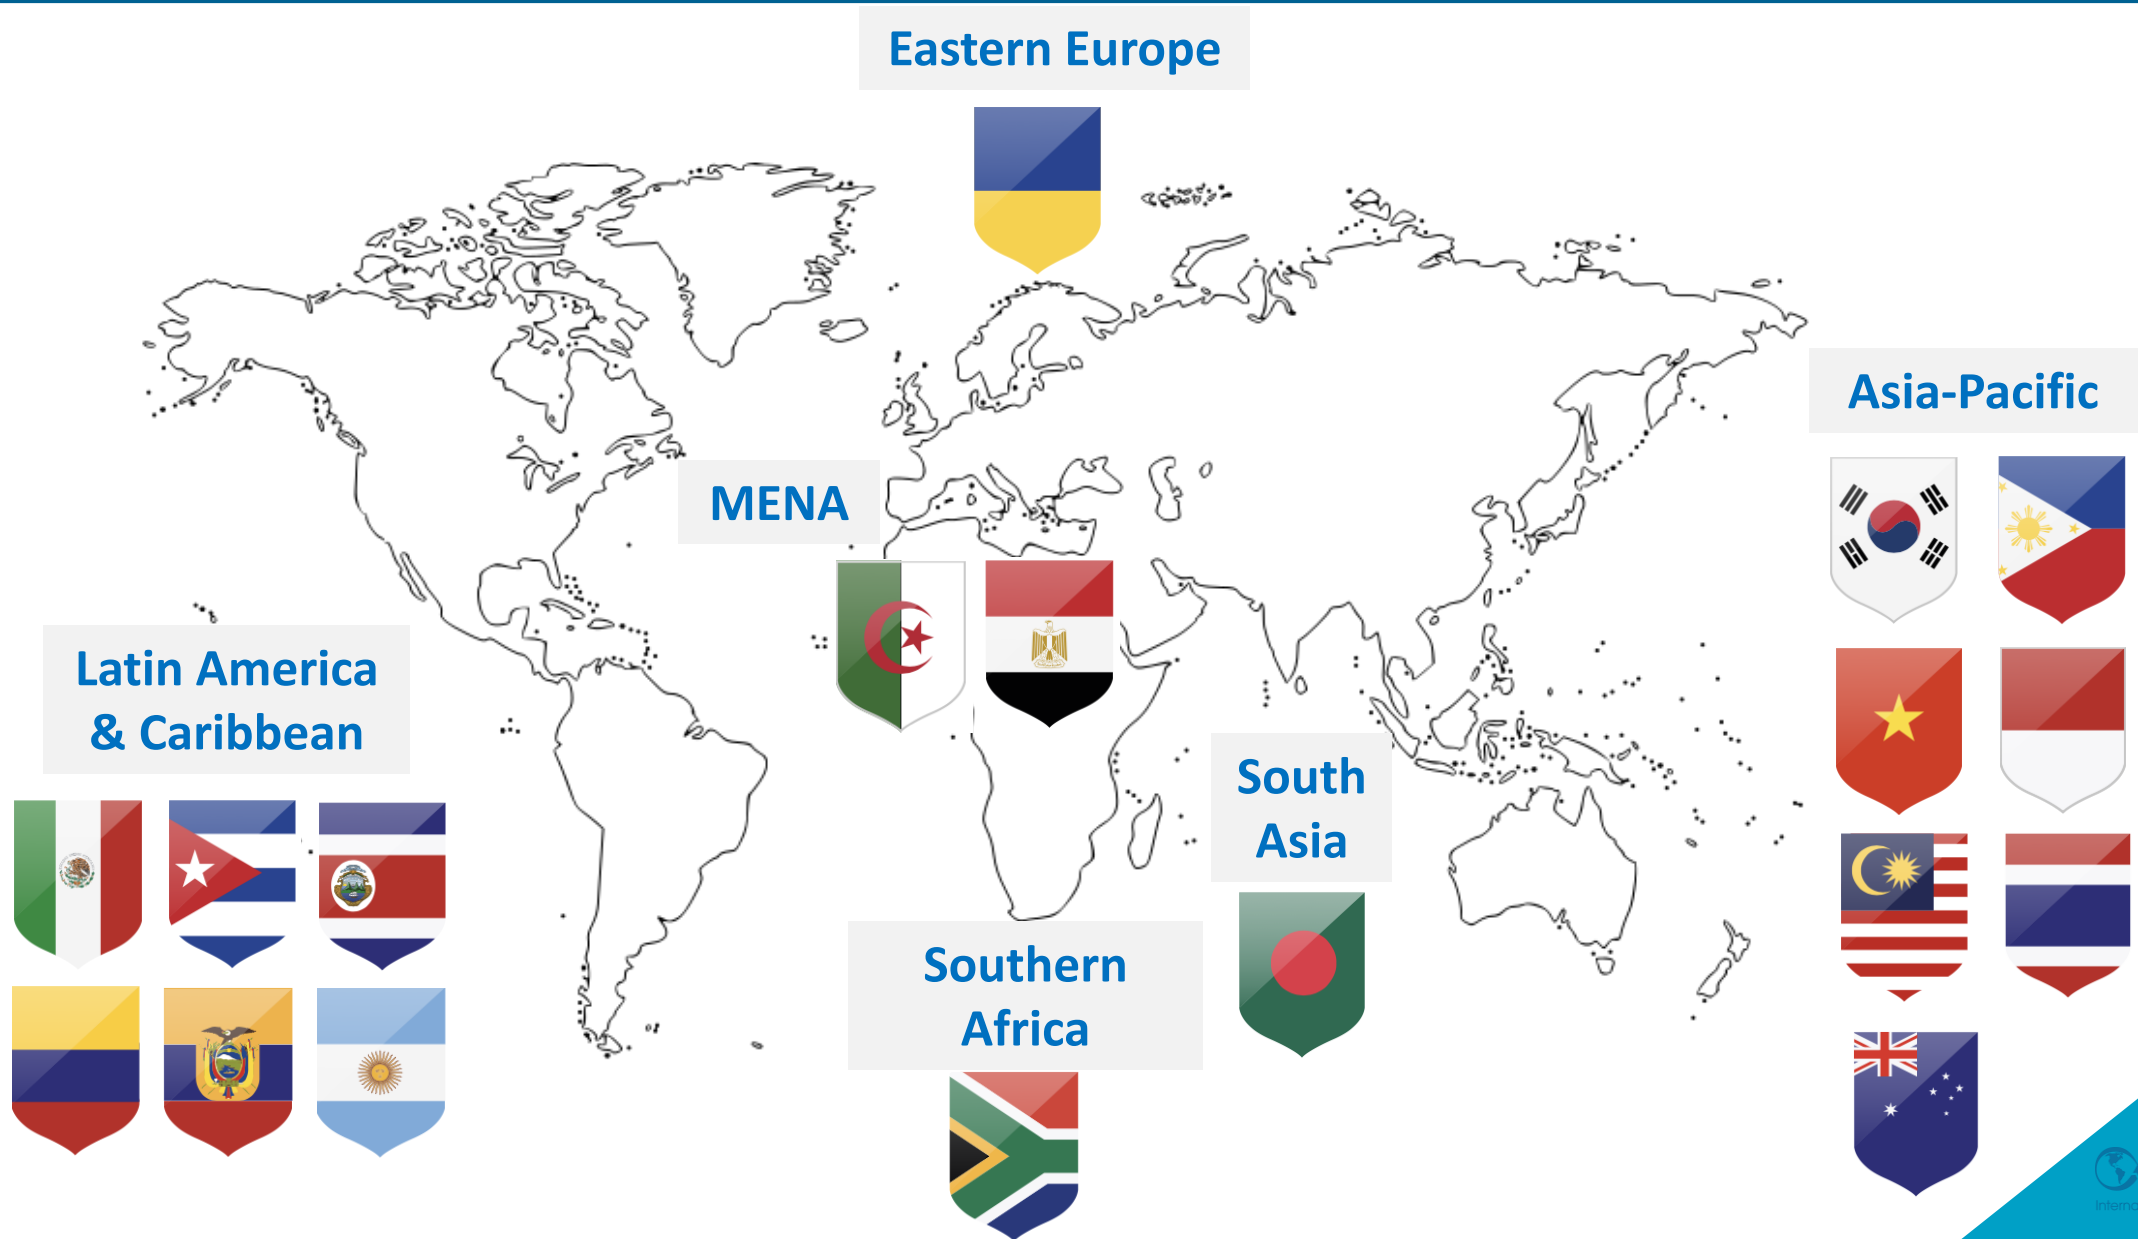 Eastern Europe
Asia-Pacific
MENA
Latin America
& Caribbean
South
Asia
Southern
Africa